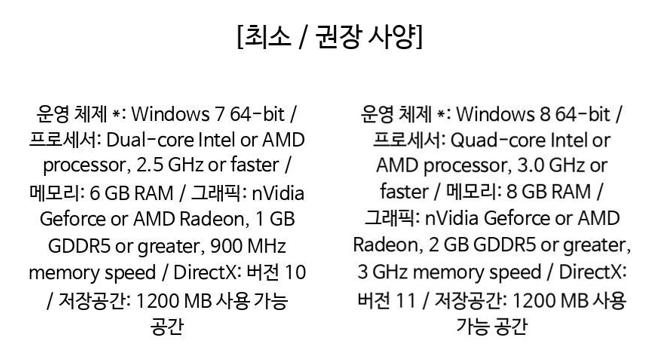 [최소 / 권장 사양]
운영 체제 *: Windows 7 64-bit /
프로세서: Dual-core Intel or AMD
processor, 2.5 GHz or faster /
메모리: 6 GB RAM / 그래픽: nVidia
Geforce or AMD Radeon, 1 GB
GDDR5 or greater, 900 MHz
memory speed / DirectX: 버전 10
/ 저장공간: 1200 MB 사용 가능
공간
운영 체제 *: Windows 8 64-bit /
프로세서: Quad-core Intel or
AMD processor, 3.0 GHz or
faster / 메모리: 8 GB RAM /
그래픽: nVidia Geforce or AMD
Radeon, 2 GB GDDR5 or greater,
3 GHz memory speed / DirectX:
버전 11 / 저장공간: 1200 MB 사용
가능 공간